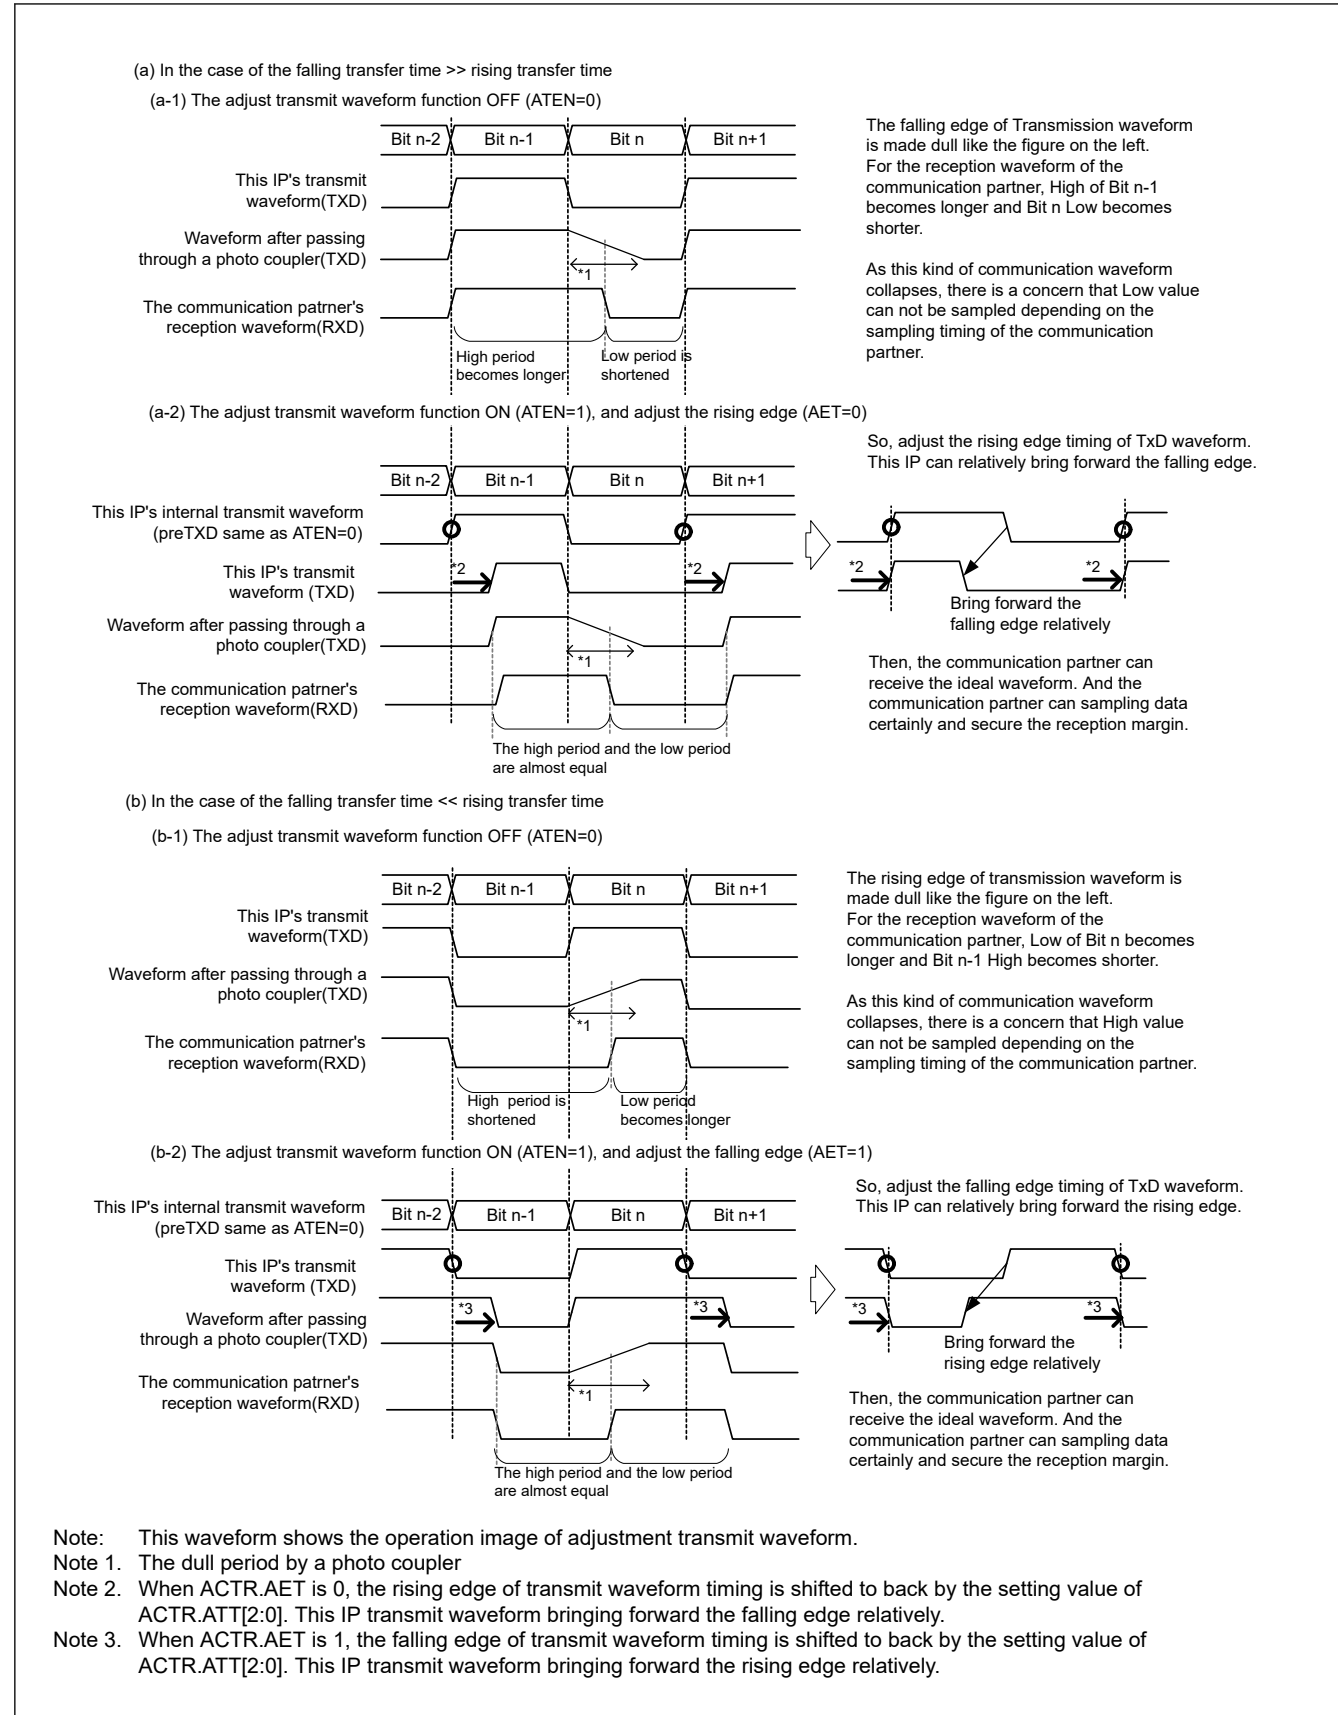 (a) In the case of the falling transfer time >> rising transfer time
(a-1) The adjust transmit waveform function OFF (ATEN=0)
Bit n-2 Bit n-1 Bit n Bit n+1
This IP's transmit
waveform(TXD)
Waveform after passing
through a photo coupler(TXD)
*1
The communication patrner's
reception waveform(RXD)
High period
becomes longer
Low period is
shortened
The falling edge of Transmission waveform
is made dull like the figure on the left.
For the reception waveform of the
communication partner, High of Bit n-1
becomes longer and Bit n Low becomes
shorter.
As this kind of communication waveform
collapses, there is a concern that Low value
can not be sampled depending on the
sampling timing of the communication
partner.
(a-2) The adjust transmit waveform function ON (ATEN=1), and adjust the rising edge (AET=0)
Bit n-2 Bit n-1 Bit n Bit n+1
This IP's internal transmit waveform
(preTXD same as ATEN=0)
This IP's transmit
waveform (TXD)
*2 *2
Waveform after passing through a
photo coupler(TXD)
*1
The communication patrner's
reception waveform(RXD)
The high period and the low period
are almost equal
So, adjust the rising edge timing of TxD waveform.
This IP can relatively bring forward the falling edge.
*2 *2
Bring forward the
falling edge relatively
Then, the communication partner can
receive the ideal waveform. And the
communication partner can sampling data
certainly and secure the reception margin.
(b) In the case of the falling transfer time << rising transfer time
(b-1) The adjust transmit waveform function OFF (ATEN=0)
Bit n-2 Bit n-1 Bit n Bit n+1
This IP's transmit
waveform(TXD)
Waveform after passing through a
photo coupler(TXD)
*1
The communication patrner's
reception waveform(RXD)
High period is
shortened
Low period
becomes longer
The rising edge of transmission waveform is
made dull like the figure on the left.
For the reception waveform of the
communication partner, Low of Bit n becomes
longer and Bit n-1 High becomes shorter.
As this kind of communication waveform
collapses, there is a concern that High value
can not be sampled depending on the
sampling timing of the communication partner.
(b-2) The adjust transmit waveform function ON (ATEN=1), and adjust the falling edge (AET=1)
This IP's internal transmit waveform
(preTXD same as ATEN=0)
Bit n-2 Bit n-1 Bit n Bit n+1
This IP's transmit
waveform (TXD)
*3 *3
Waveform after passing
through a photo coupler(TXD)
*1
The communication patrner's
reception waveform(RXD)
The high period and the low period
are almost equal
So, adjust the falling edge timing of TxD waveform.
This IP can relatively bring forward the rising edge.
*3 *3
Bring forward the
rising edge relatively
Then, the communication partner can
receive the ideal waveform. And the
communication partner can sampling data
certainly and secure the reception margin.
Note: This waveform shows the operation image of adjustment transmit waveform.
Note 1. The dull period by a photo coupler
Note 2. When ACTR.AET is 0, the rising edge of transmit waveform timing is shifted to back by the setting value of
ACTR.ATT[2:0]. This IP transmit waveform bringing forward the falling edge relatively.
Note 3. When ACTR.AET is 1, the falling edge of transmit waveform timing is shifted to back by the setting value of
ACTR.ATT[2:0]. This IP transmit waveform bringing forward the rising edge relatively.